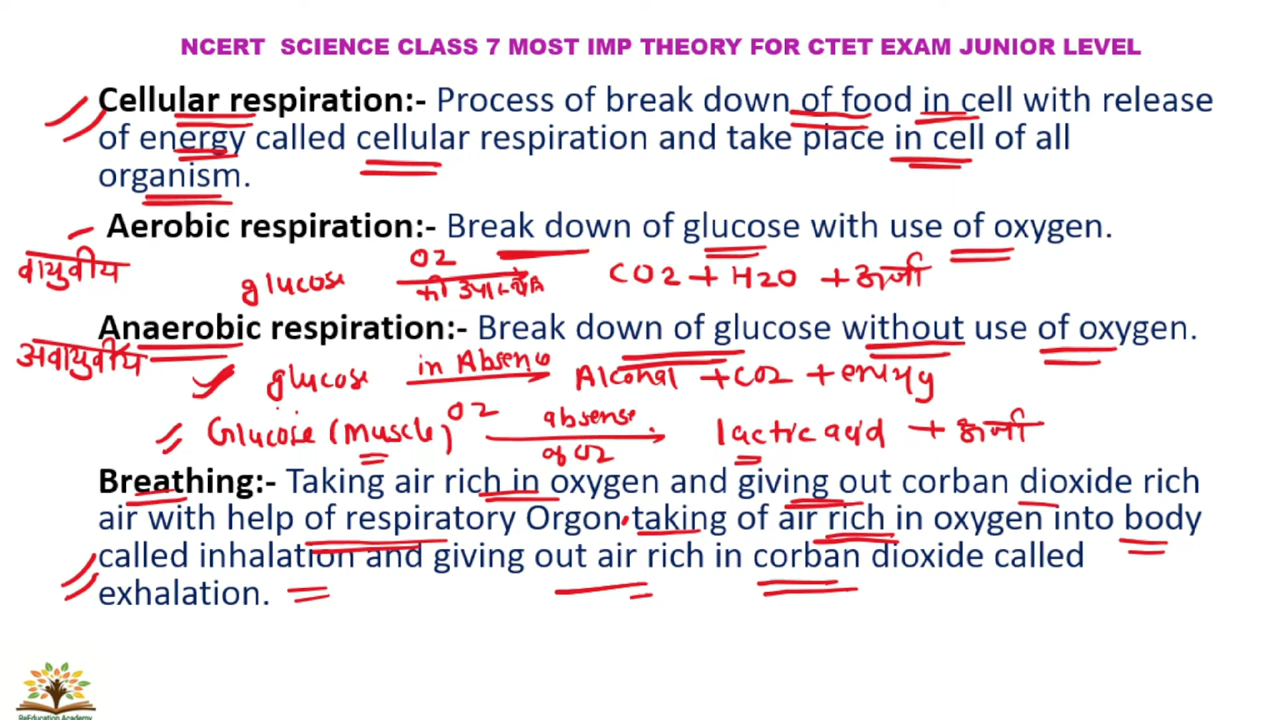 NCERT SCIENCE CLASS 7 MOST IMP THEORY FOR CTET EXAM JUNIOR LEVEL
Cellular respiration:- Process of break down of food in cell with release
of energy called cellular respiration and take place in cell of all
organism.
Aerobic respiration:- Break down of glucose with use of oxygen.
वायुवीय
glucose O2 की उपस्थिति CO2 + H2O + ऊर्जा
Anaerobic respiration:- Break down of glucose without use of oxygen.
अवायुवीय
glucose in Absence Alcohal + CO2 + energy
Glucose (muscle) O2 absense of O2 lactic acid + ऊर्जा
Breathing:- Taking air rich in oxygen and giving out corban dioxide rich
air with help of respiratory Orgon taking of air rich in oxygen into body
called inhalation and giving out air rich in corban dioxide called
exhalation.
BeEducation Academy